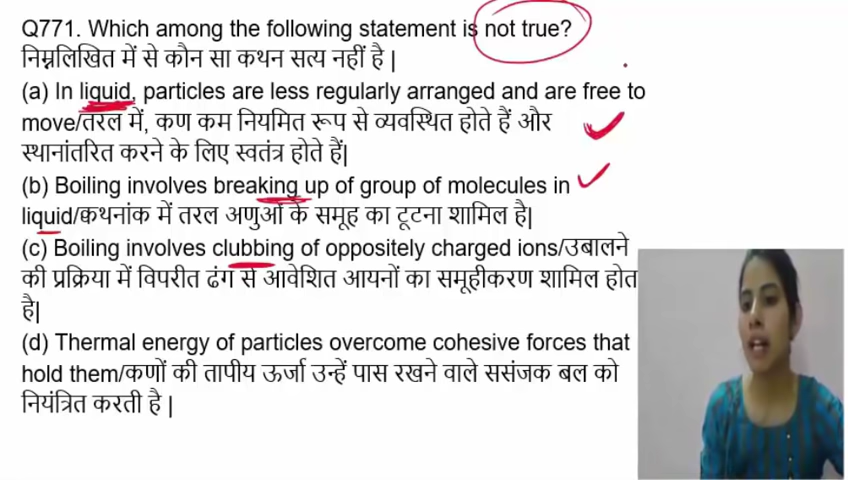 Q771. Which among the following statement is not true?
निम्नलिखित में से कौन सा कथन सत्य नहीं है |
(a) In liquid, particles are less regularly arranged and are free to
move/तरल में, कण कम नियमित रूप से व्यवस्थित होते हैं और
स्थानांतरित करने के लिए स्वतंत्र होते हैं|
(b) Boiling involves breaking up of group of molecules in
liquid/क्वथनांक में तरल अणुओं के समूह का टूटना शामिल है|
(c) Boiling involves clubbing of oppositely charged ions/उबालने
की प्रक्रिया में विपरीत ढंग से आवेशित आयनों का समूहीकरण शामिल होत
है|
(d) Thermal energy of particles overcome cohesive forces that
hold them/कणों की तापीय ऊर्जा उन्हें पास रखने वाले ससंजक बल को
नियंत्रित करती है |